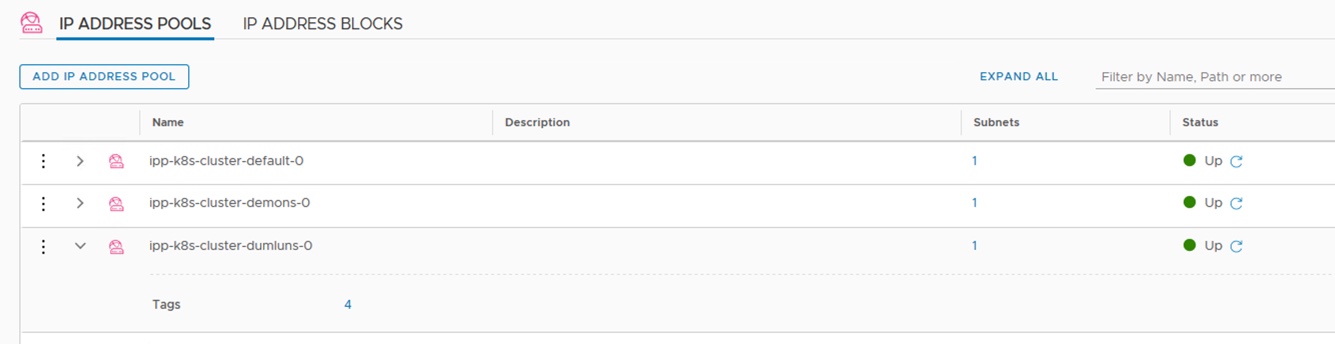 IP ADDRESS POOLS IP ADDRESS BLOCKS
ADD IP ADDRESS POOL EXPAND ALL Filter by Name, Path or more
Name Description Subnets Status
ipp-k8s-cluster-default-0 1 Up
ipp-k8s-cluster-demons-0 1 Up
ipp-k8s-cluster-dumluns-0 1 Up
Tags 4